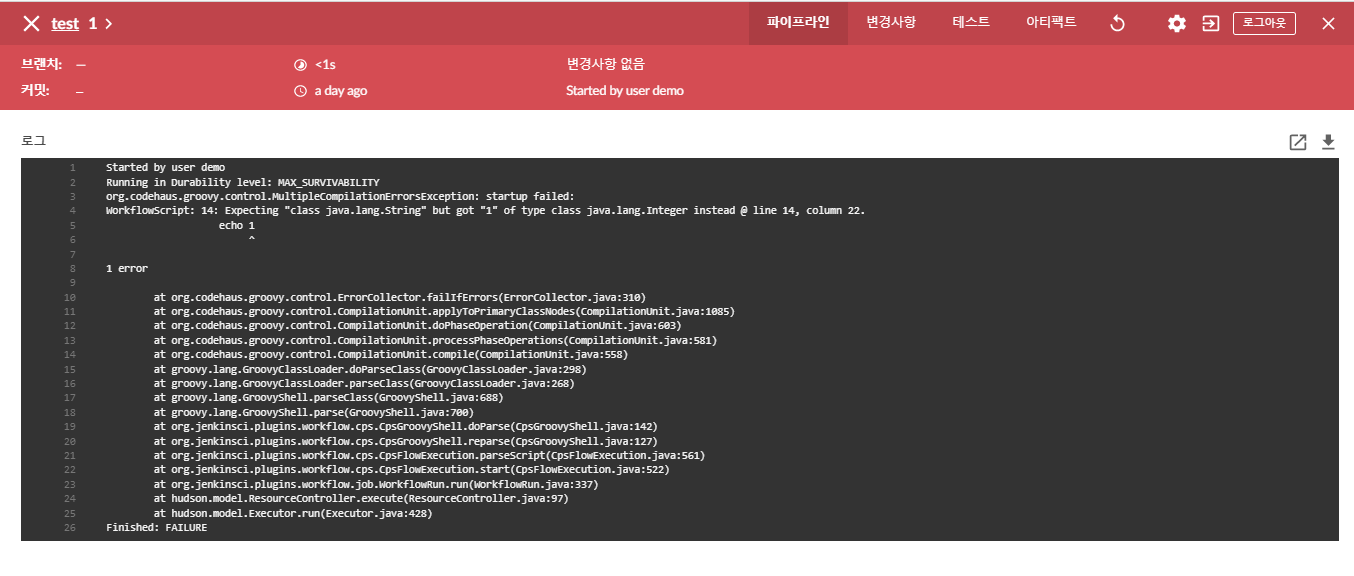 test 1 파이프라인 변경사항 테스트 아티팩트 로그아웃
브랜치: — <1s 변경사항 없음
커밋: — a day ago Started by user demo
로그
1 Started by user demo
2 Running in Durability level: MAX_SURVIVABILITY
3 org.codehaus.groovy.control.MultipleCompilationErrorsException: startup failed:
4 WorkflowScript: 14: Expecting "class java.lang.String" but got "1" of type class java.lang.Integer instead @ line 14, column 22.
5 echo 1
6 ^
7
8 1 error
9
10 at org.codehaus.groovy.control.ErrorCollector.failIfErrors(ErrorCollector.java:310)
11 at org.codehaus.groovy.control.CompilationUnit.applyToPrimaryClassNodes(CompilationUnit.java:1085)
12 at org.codehaus.groovy.control.CompilationUnit.doPhaseOperation(CompilationUnit.java:603)
13 at org.codehaus.groovy.control.CompilationUnit.processPhaseOperations(CompilationUnit.java:581)
14 at org.codehaus.groovy.control.CompilationUnit.compile(CompilationUnit.java:558)
15 at groovy.lang.GroovyClassLoader.doParseClass(GroovyClassLoader.java:298)
16 at groovy.lang.GroovyClassLoader.parseClass(GroovyClassLoader.java:268)
17 at groovy.lang.GroovyShell.parseClass(GroovyShell.java:688)
18 at groovy.lang.GroovyShell.parse(GroovyShell.java:700)
19 at org.jenkinsci.plugins.workflow.cps.CpsGroovyShell.doParse(CpsGroovyShell.java:142)
20 at org.jenkinsci.plugins.workflow.cps.CpsGroovyShell.reparse(CpsGroovyShell.java:127)
21 at org.jenkinsci.plugins.workflow.cps.CpsFlowExecution.parseScript(CpsFlowExecution.java:561)
22 at org.jenkinsci.plugins.workflow.cps.CpsFlowExecution.start(CpsFlowExecution.java:522)
23 at org.jenkinsci.plugins.workflow.job.WorkflowRun.run(WorkflowRun.java:337)
24 at hudson.model.ResourceController.execute(ResourceController.java:97)
25 at hudson.model.Executor.run(Executor.java:428)
26 Finished: FAILURE